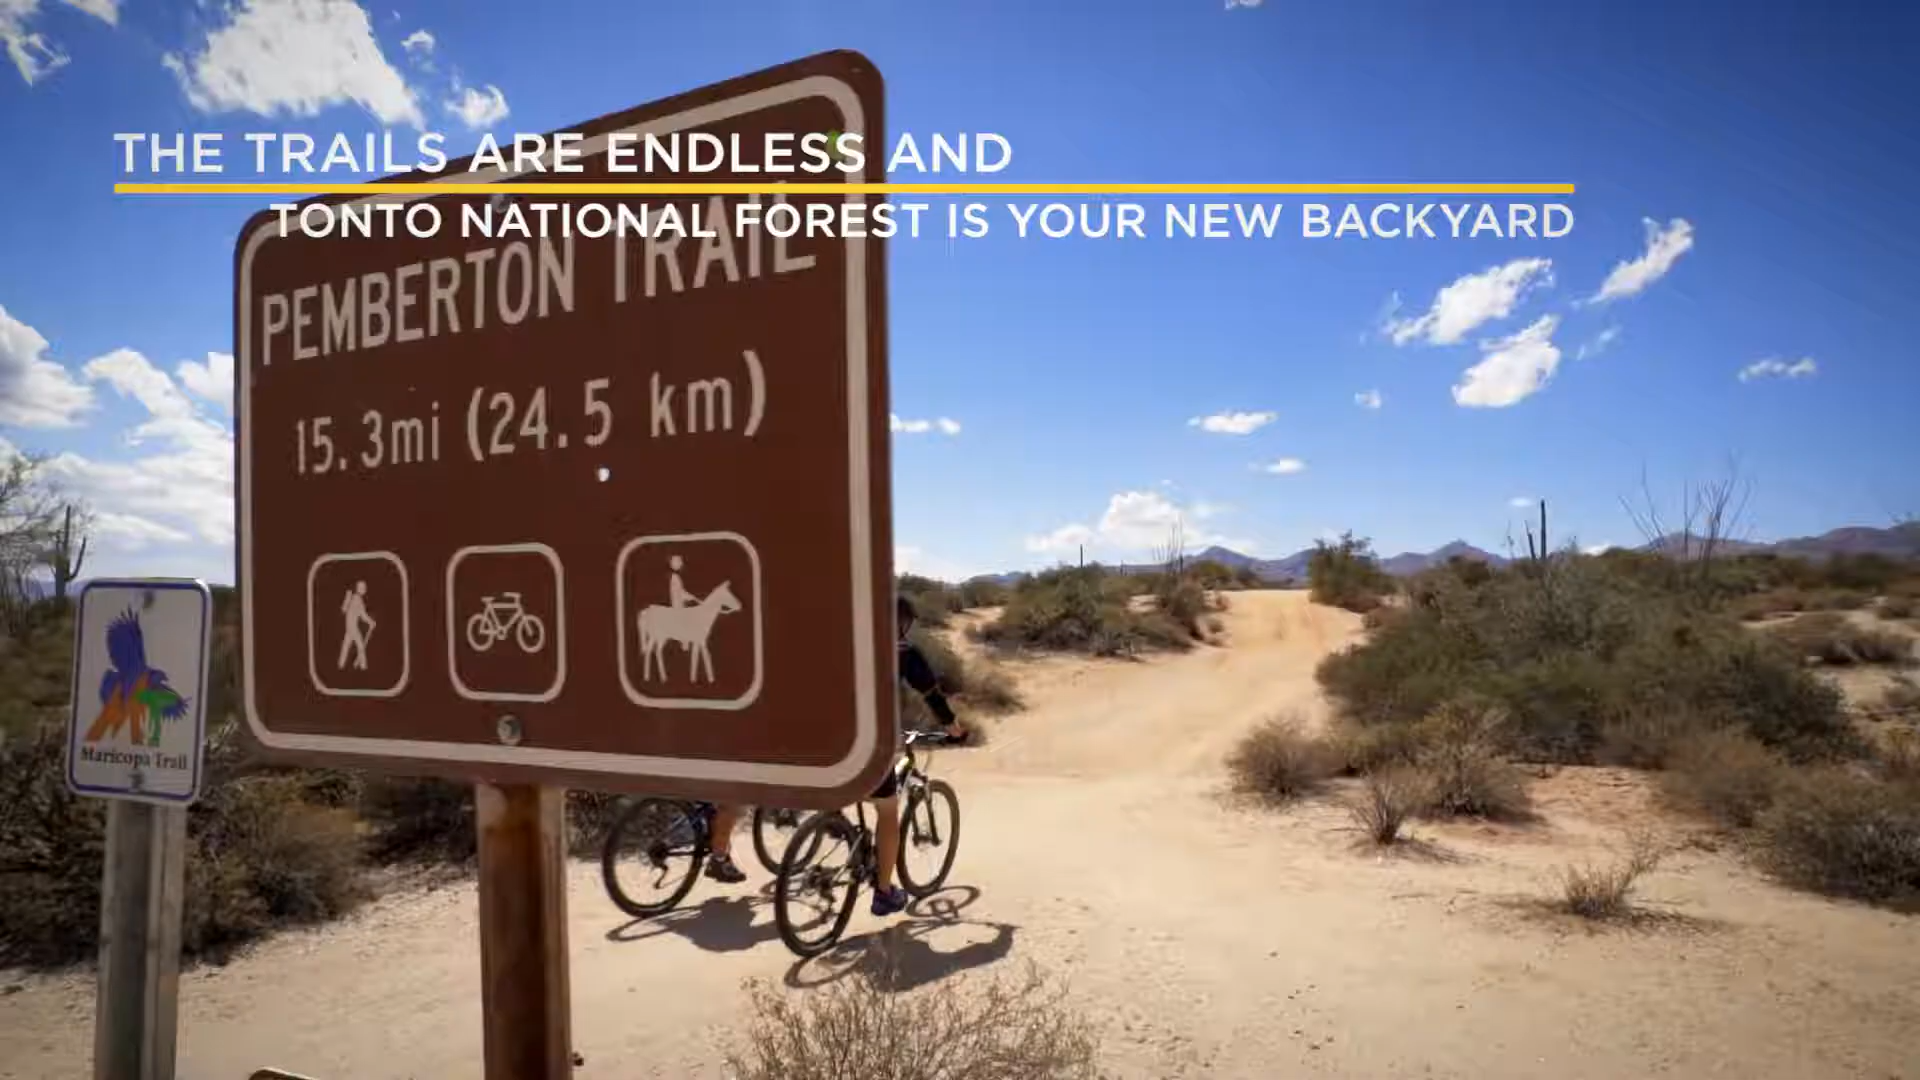 THE TRAILS ARE ENDLESS AND
TONTO NATIONAL FOREST IS YOUR NEW BACKYARD
PEMBERTON TRAIL
15.3mi (24.5 km)
MT
Maricopa Trail